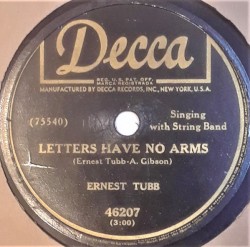 Decca
REG. U.S. PAT. OFF.
MARCA REGISTRADA
MANUFACTURED BY DECCA RECORDS, INC., NEW YORK, U.S.A.
(75540)
Singing
with String Band
LETTERS HAVE NO ARMS
(Ernest Tubb-A. Gibson)
ERNEST TUBB
46207
(3:00)